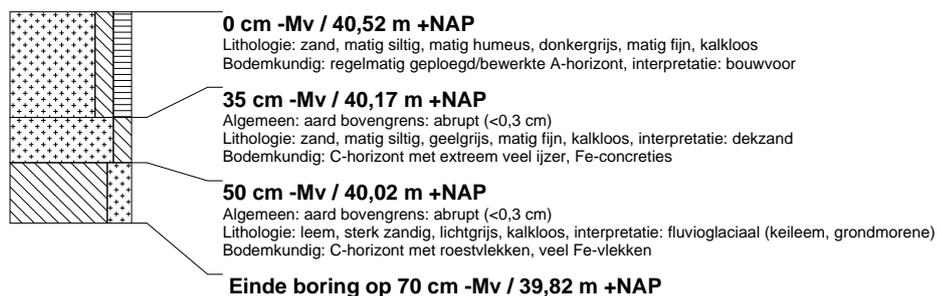 0 cm -Mv / 40,52 m +NAP
Lithologie: zand, matig siltig, matig humeus, donkergrijs, matig fijn, kalkloos
Bodemkundig: regelmatig geploegd/bewerkte A-horizont, interpretatie: bouwvoor
35 cm -Mv / 40,17 m +NAP
Algemeen: aard bovengrens: abrupt (<0,3 cm)
Lithologie: zand, matig siltig, geelgrijs, matig fijn, kalkloos, interpretatie: dekzand
Bodemkundig: C-horizont met extreem veel ijzer, Fe-concreties
50 cm -Mv / 40,02 m +NAP
Algemeen: aard bovengrens: abrupt (<0,3 cm)
Lithologie: leem, sterk zandig, lichtgrijs, kalkloos, interpretatie: fluvioglaciaal (keileem, grondmorene)
Bodemkundig: C-horizont met roestvlekken, veel Fe-vlekken
Einde boring op 70 cm -Mv / 39,82 m +NAP